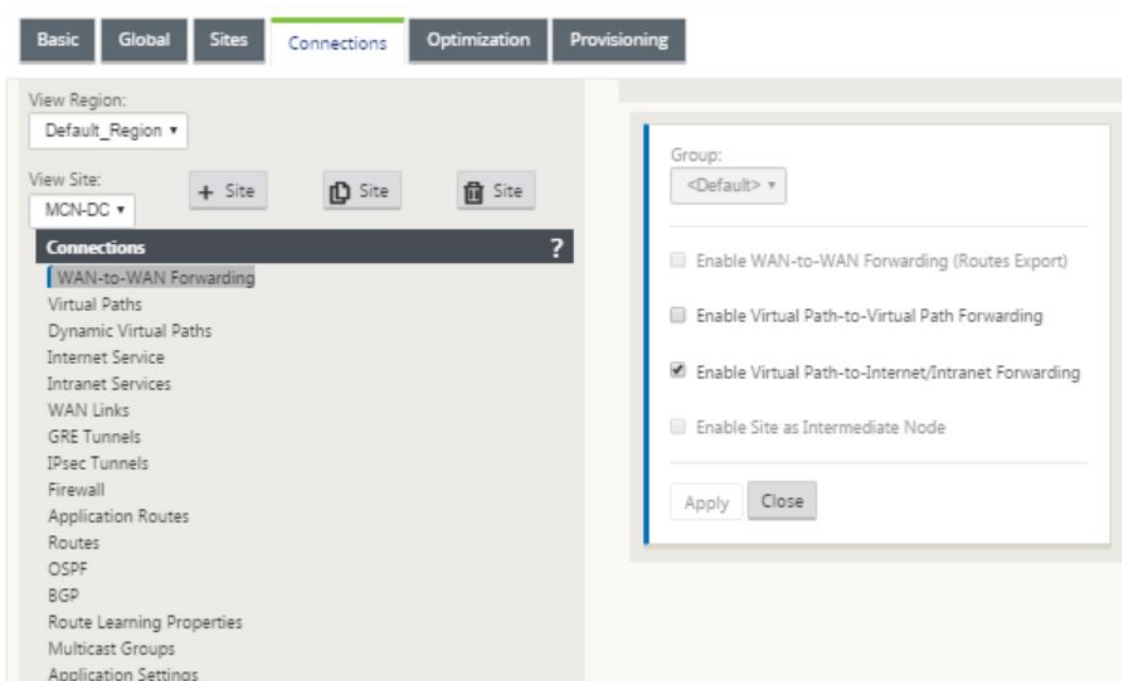 Basic Global Sites Connections Optimization Provisioning
View Region:
Default_Region
View Site:
MCN-DC
+ Site
Site
Site
Connections ?
WAN-to-WAN Forwarding
Virtual Paths
Dynamic Virtual Paths
Internet Service
Intranet Services
WAN Links
GRE Tunnels
IPsec Tunnels
Firewall
Application Routes
Routes
OSPF
BGP
Route Learning Properties
Multicast Groups
Application Settings
Group:
<Default>
Enable WAN-to-WAN Forwarding (Routes Export)
Enable Virtual Path-to-Virtual Path Forwarding
Enable Virtual Path-to-Internet/Intranet Forwarding
Enable Site as Intermediate Node
Apply Close